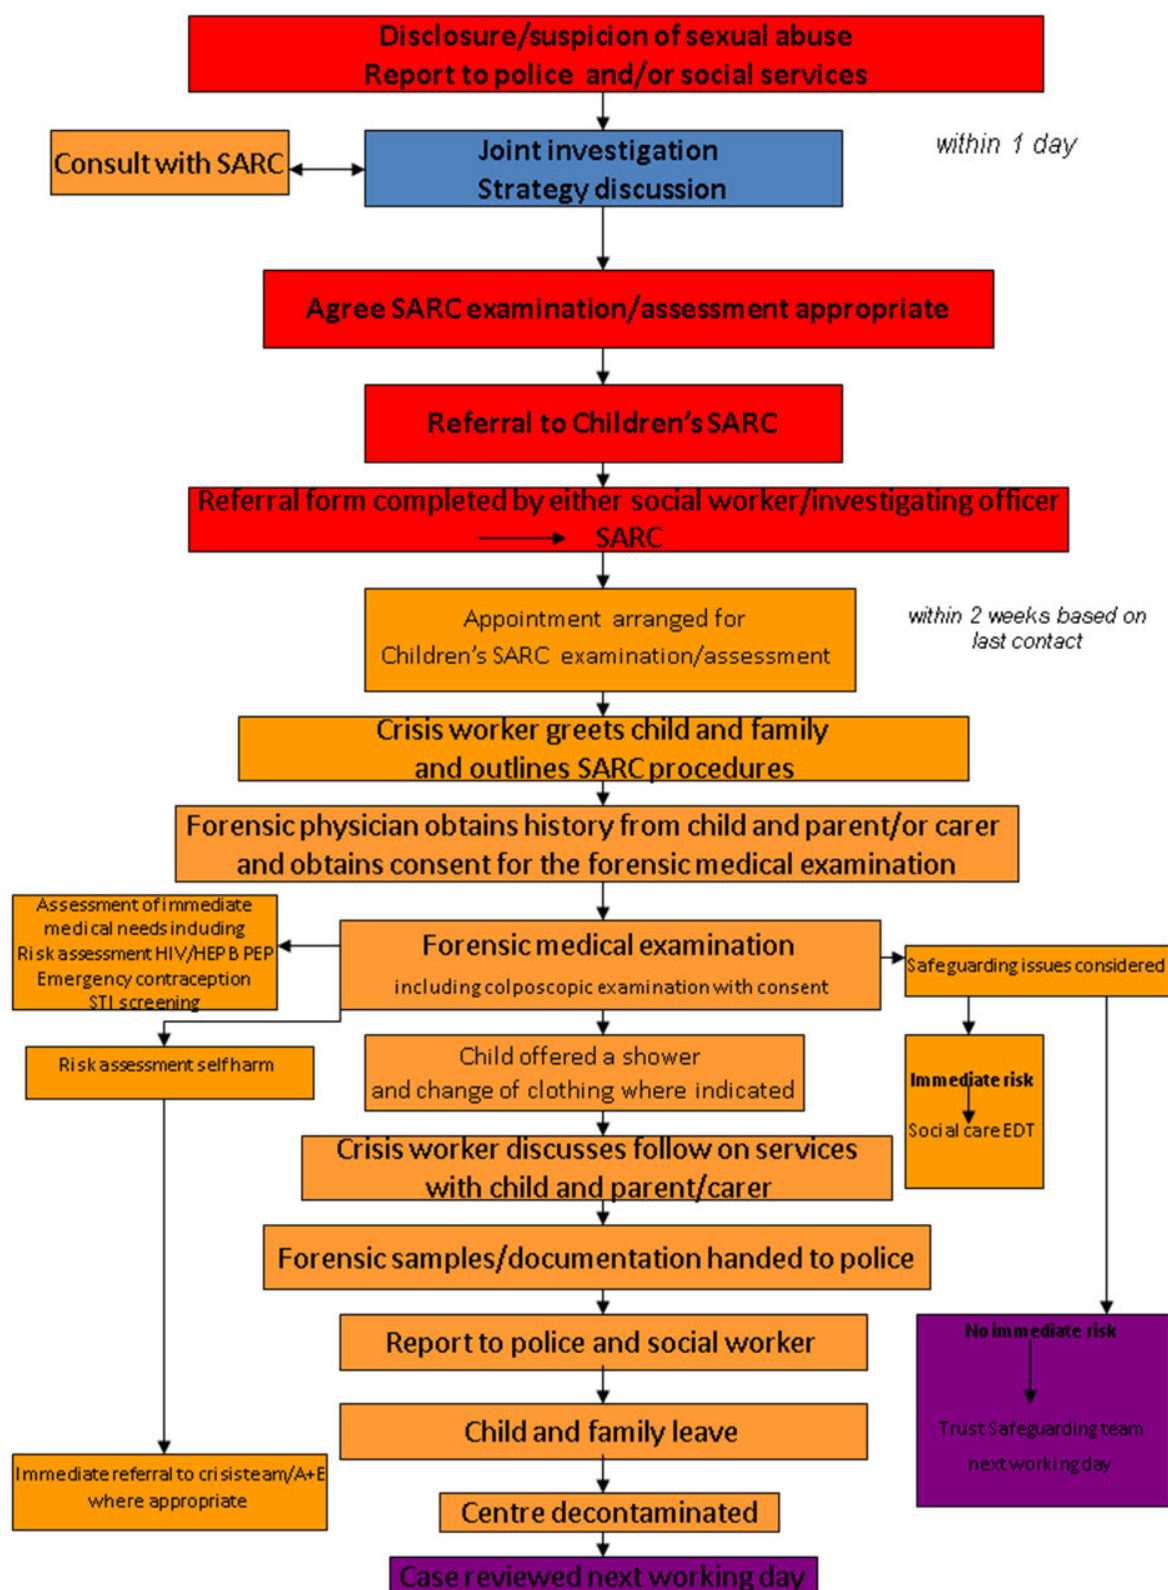 Disclosure/suspicion of sexual abuse
Report to police and/or social services
within 1 day
Consult with SARC
Joint investigation
Strategy discussion
Agree SARC examination/assessment appropriate
Referral to Children's SARC
Referral form completed by either social worker/investigating officer
SARC
Appointment arranged for
Children's SARC examination/assessment
within 2 weeks based on
last contact
Crisis worker greets child and family
and outlines SARC procedures
Forensic physician obtains history from child and parent/or carer
and obtains consent for the forensic medical examination
Assessment of immediate
medical needs including
Risk assessment HIV/HEP B PEP
Emergency contraception
STI screening
Forensic medical examination
including colposcopic examination with consent
Safeguarding issues considered
Risk assessment self harm
Child offered a shower
and change of clothing where indicated
Immediate risk
Social care EDT
Crisis worker discusses follow on services
with child and parent/carer
Forensic samples/documentation handed to police
Report to police and social worker
No immediate risk
Trust Safeguarding team
next working day
Child and family leave
Immediate referral to crisis team/A+E
where appropriate
Centre decontaminated
Case reviewed next working day